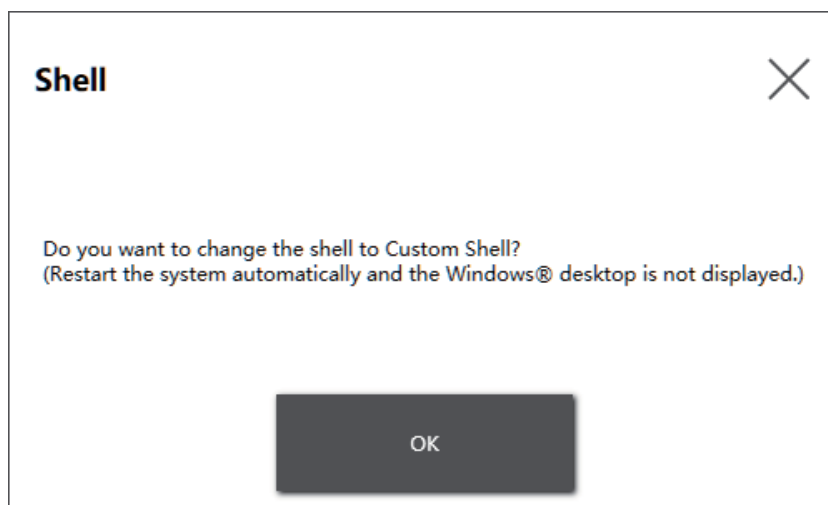 Shell
Do you want to change the shell to Custom Shell?
(Restart the system automatically and the Windows® desktop is not displayed.)
OK